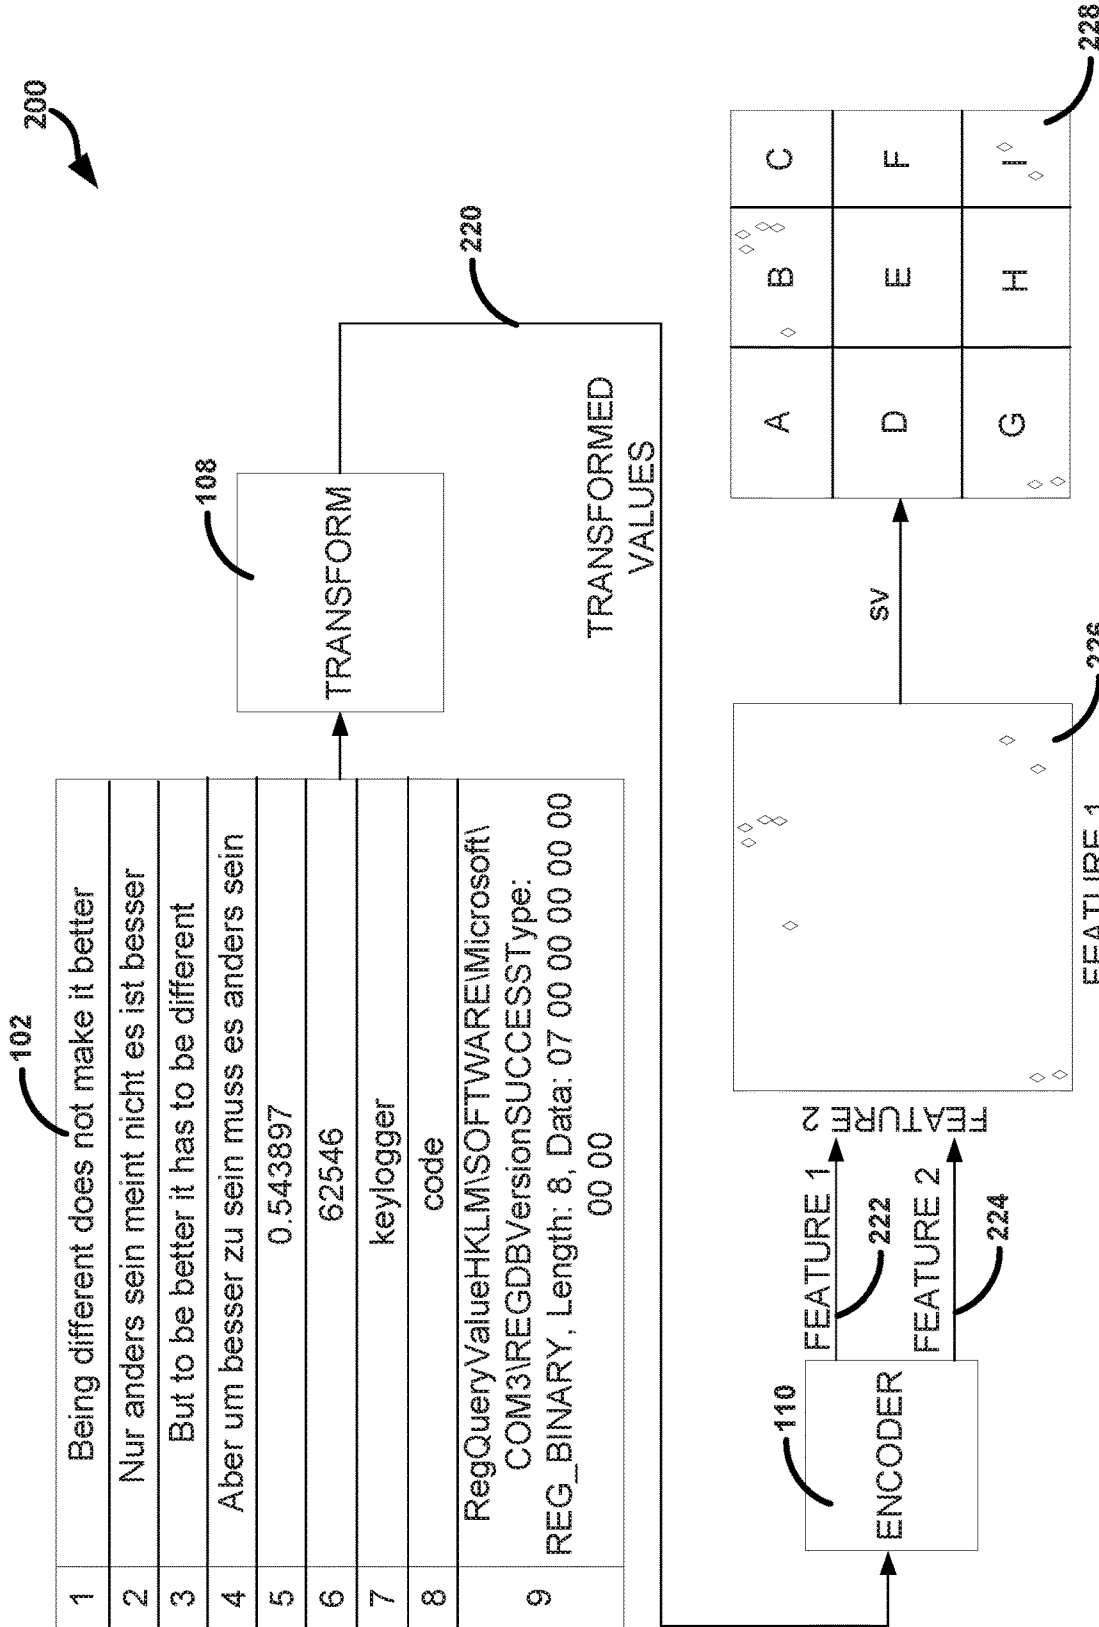 200
102
1 Being different does not make it better
2 Nur anders sein meint nicht es ist besser
3 But to be better it has to be different
4 Aber um besser zu sein muss es anders sein
5 0.543897
6 62546
7 keylogger
8 code
9 RegQueryValueHKLM\SOFTWARE\Microsoft\
COM3\REGDBVersionSUCCESSType:
REG_BINARY, Length: 8, Data: 07 00 00 00 00 00
00 00
108
TRANSFORM
220
TRANSFORMED
VALUES
110
ENCODER
FEATURE 1
222
FEATURE 2
224
FEATURE 2
FEATURE 1
226
sv
A B C
D E F
G H I
228